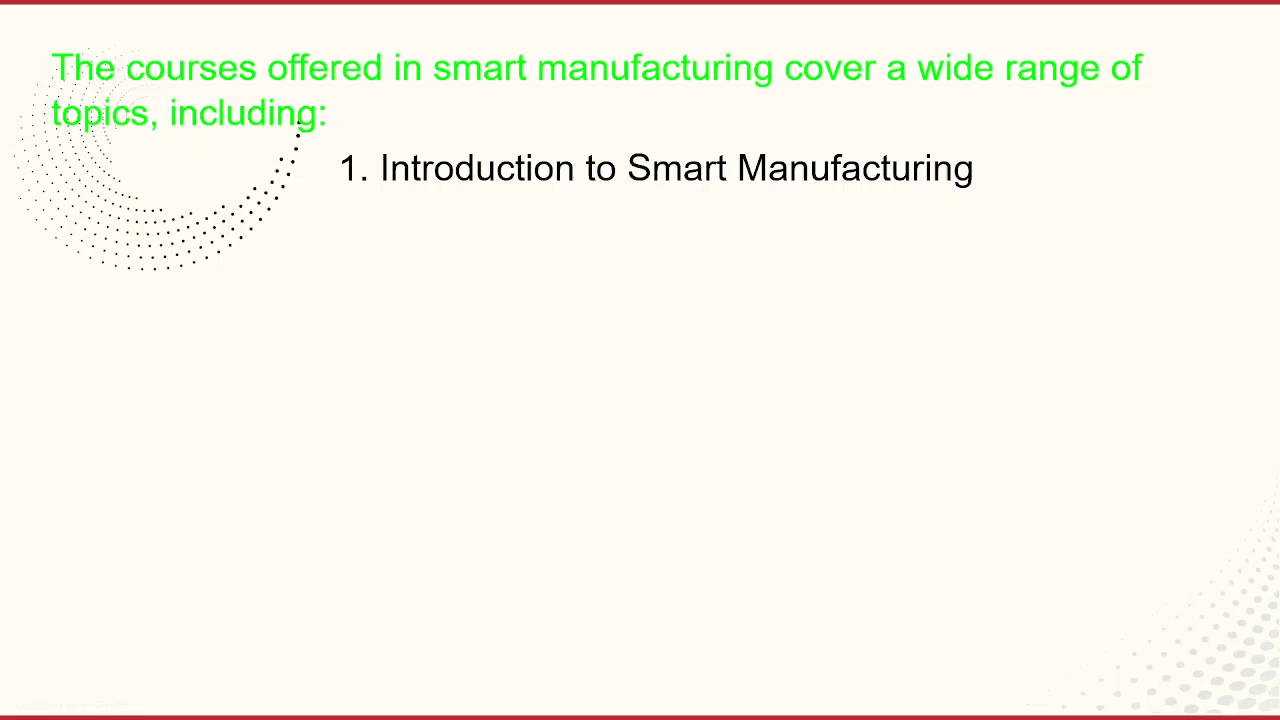 The courses offered in smart manufacturing cover a wide range of
topics, including:
1. Introduction to Smart Manufacturing